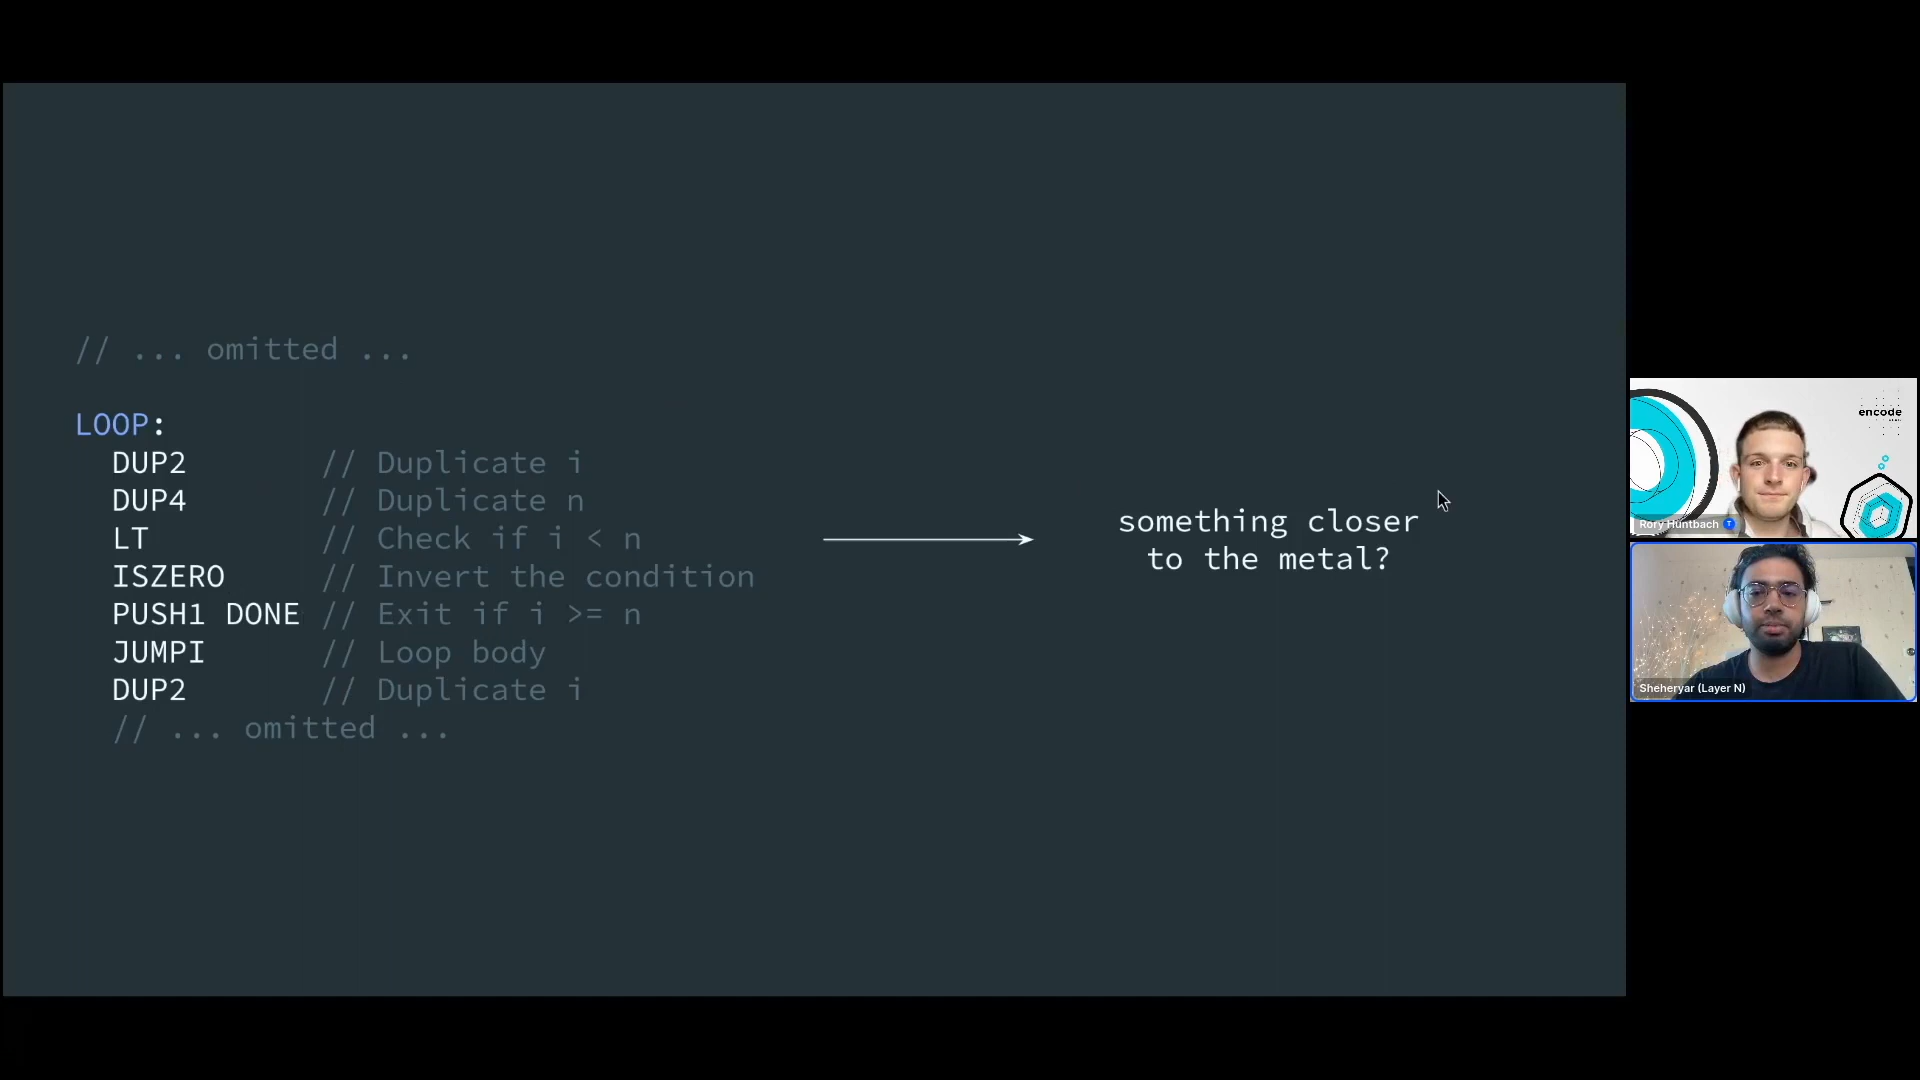 // ... omitted ...
LOOP:
DUP2 // Duplicate i
DUP4 // Duplicate n
LT // Check if i < n
ISZERO // Invert the condition
PUSH1 DONE // Exit if i >= n
JUMPI // Loop body
DUP2 // Duplicate i
// ... omitted ...
something closer
to the metal?
encode
Rory Huntbach
Sheheryar (Layer N)